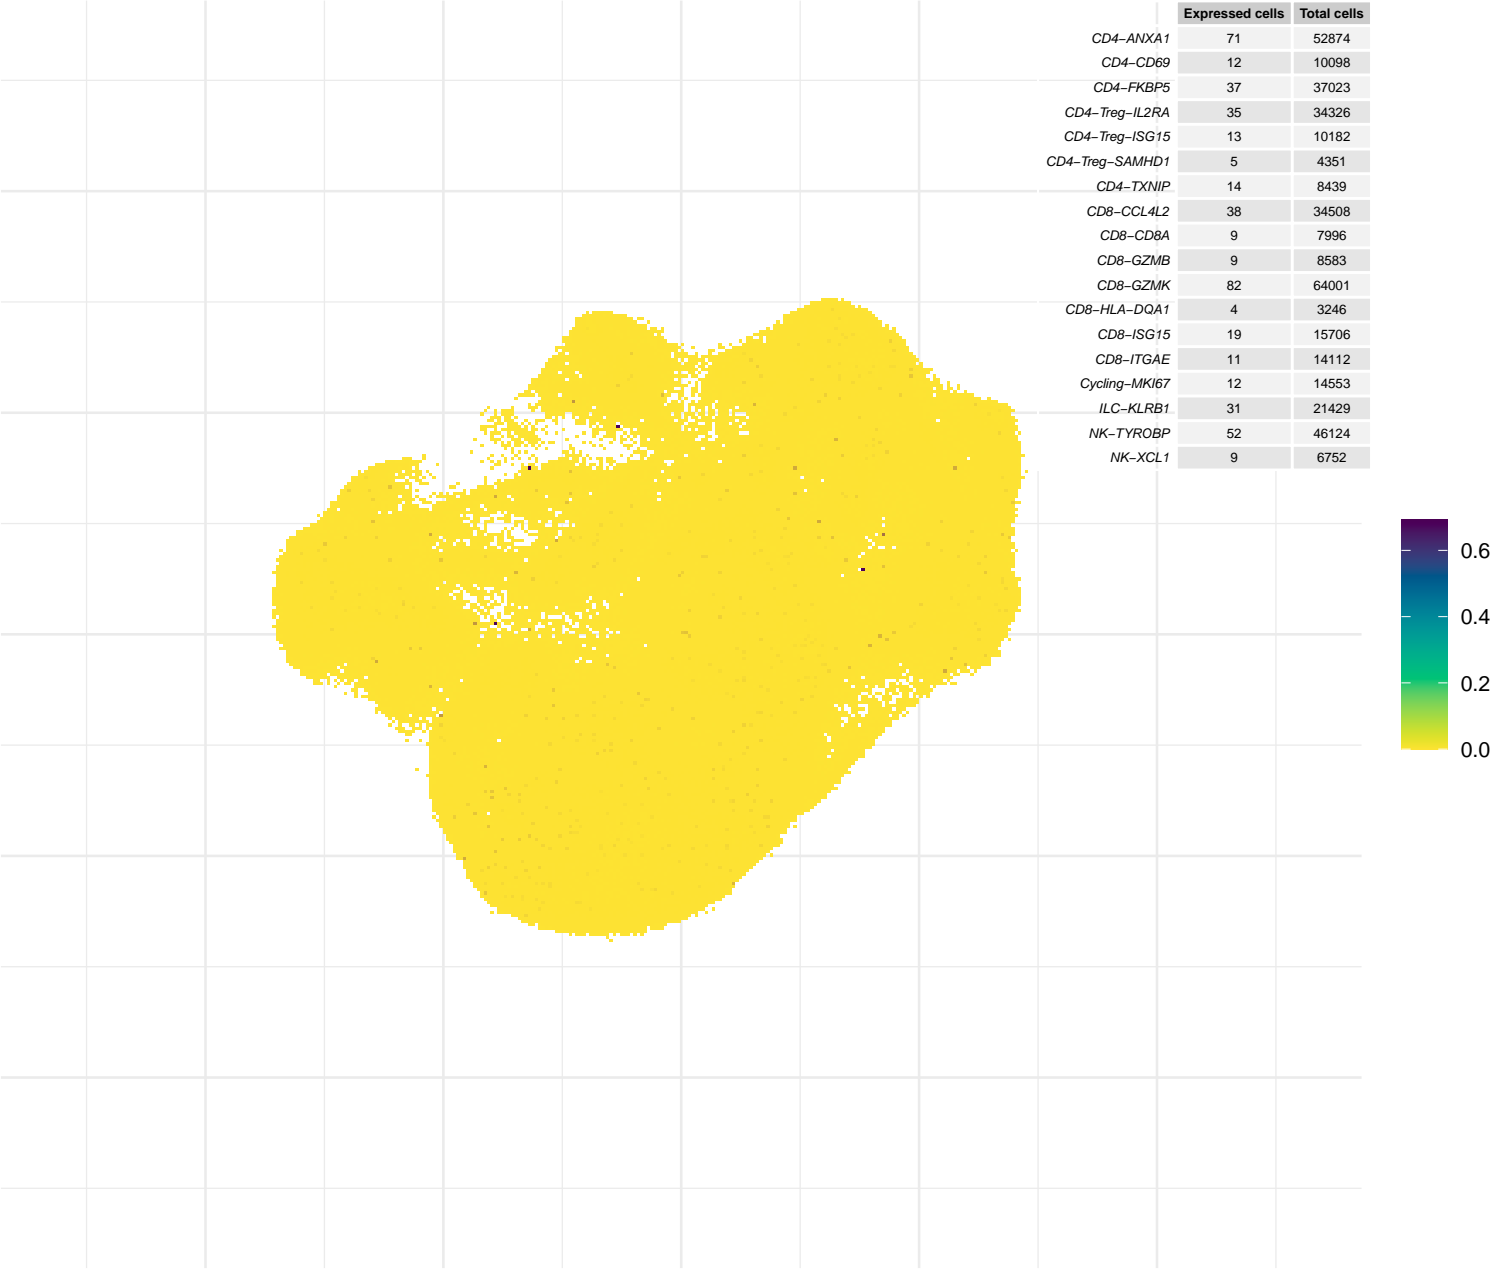 Expressed cells Total cells
CD4−ANXA1 71 52874
CD4−CD69 12 10098
CD4−FKBP5 37 37023
CD4−Treg−IL2RA 35 34326
CD4−Treg−ISG15 13 10182
CD4−Treg−SAMHD1 5 4351
CD4−TXNIP 14 8439
CD8−CCL4L2 38 34508
CD8−CD8A 9 7996
CD8−GZMB 9 8583
CD8−GZMK 82 64001
CD8−HLA−DQA1 4 3246
CD8−ISG15 19 15706
CD8−ITGAE 11 14112
Cycling−MKI67 12 14553
ILC−KLRB1 31 21429
NK−TYROBP 52 46124
NK−XCL1 9 6752
0.6
0.4
0.2
0.0